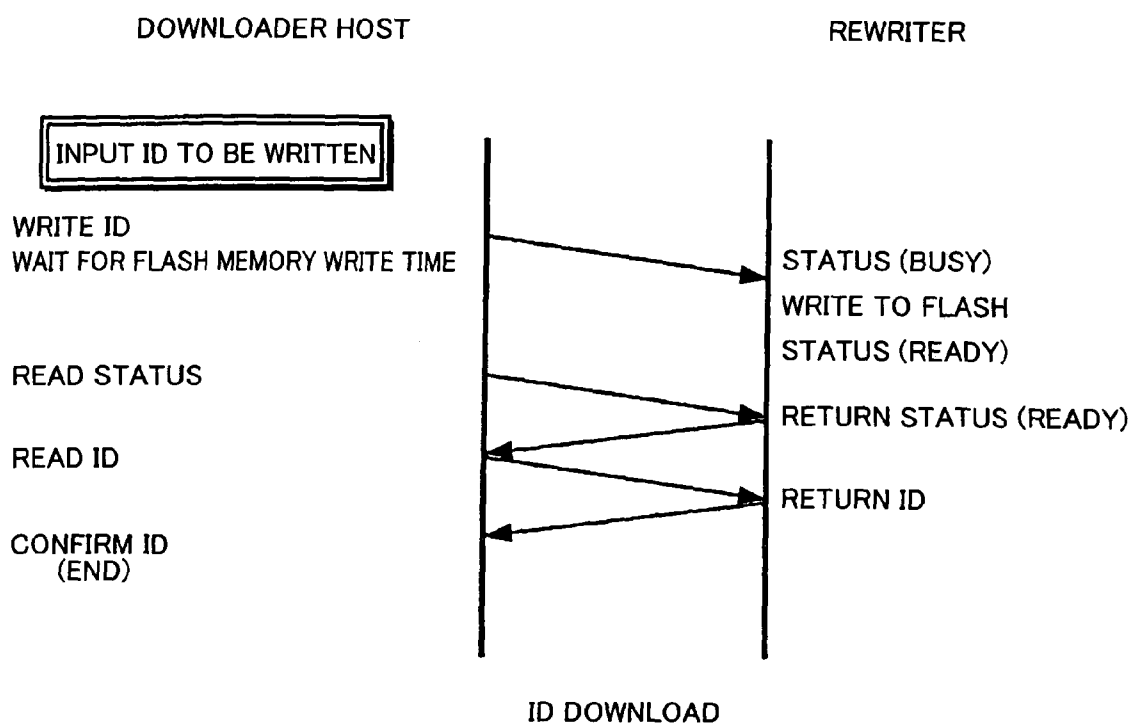 DOWNLOADER HOST
REWRITER
INPUT ID TO BE WRITTEN
WRITE ID
WAIT FOR FLASH MEMORY WRITE TIME
STATUS (BUSY)
WRITE TO FLASH
STATUS (READY)
READ STATUS
RETURN STATUS (READY)
READ ID
RETURN ID
CONFIRM ID
(END)
ID DOWNLOAD